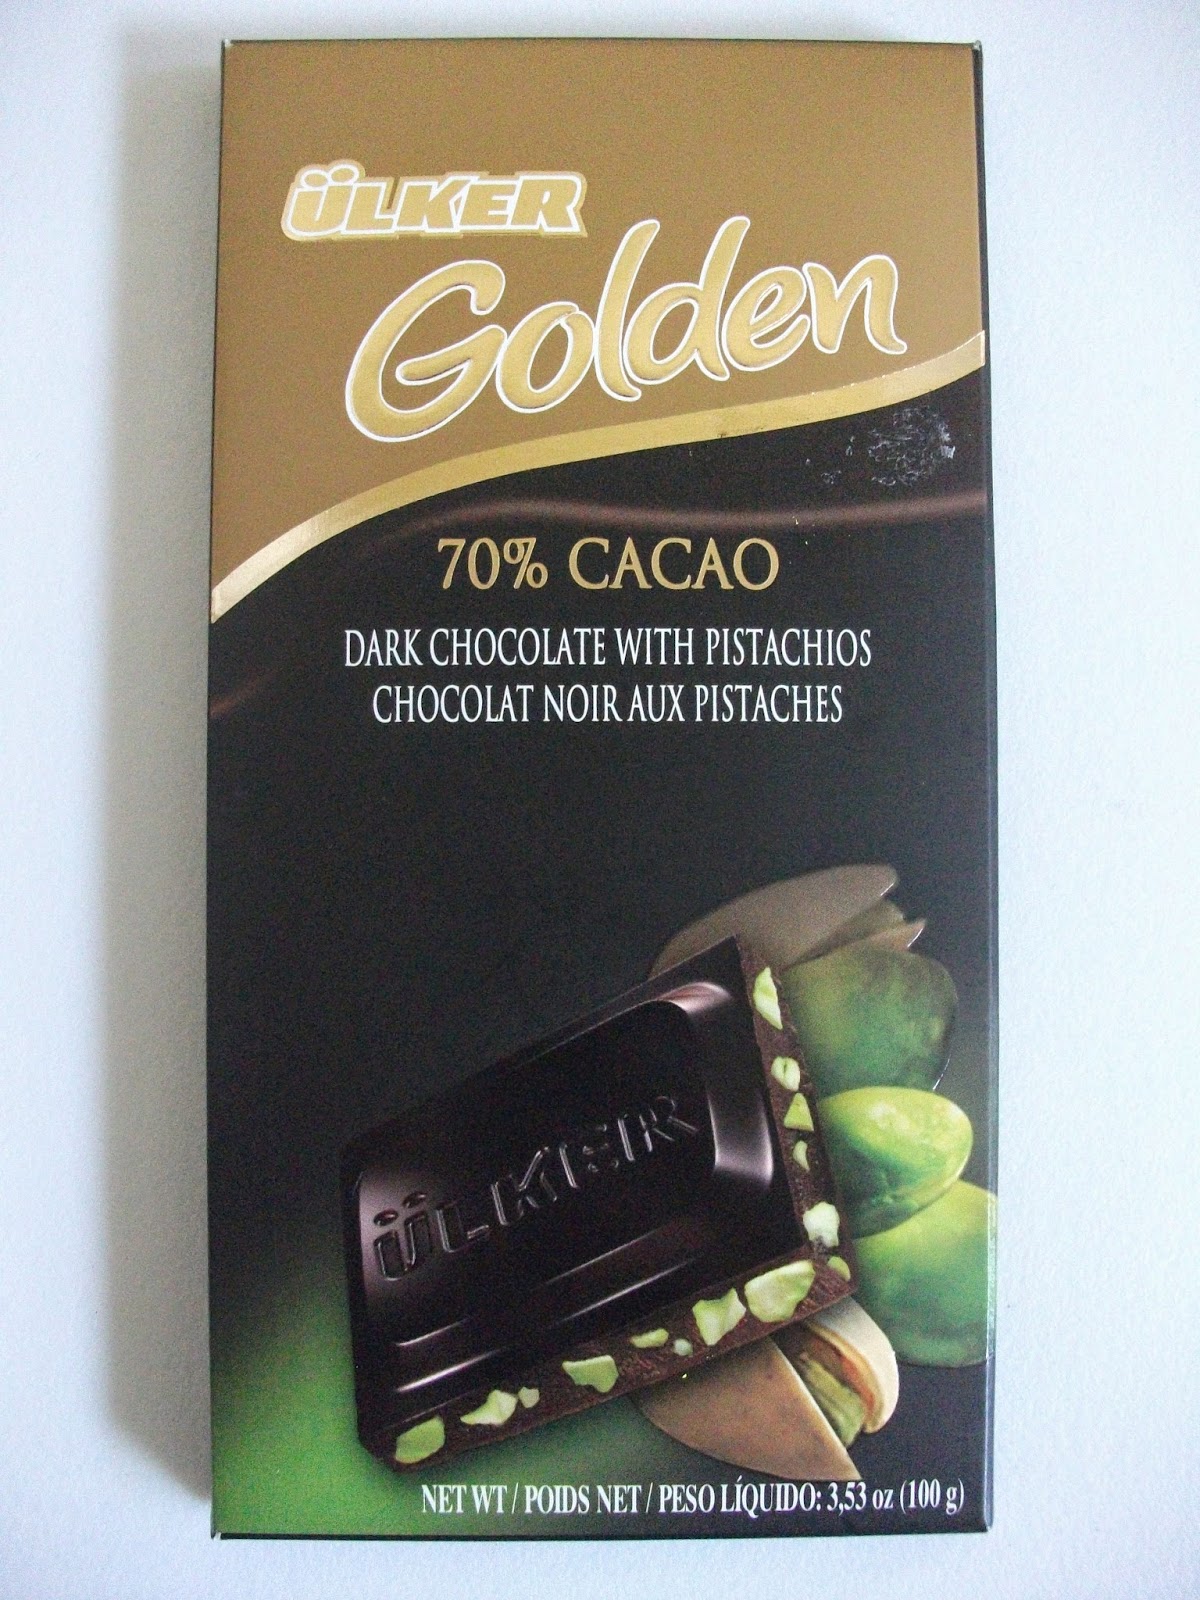 ÜLKER
Golden
70% CACAO
DARK CHOCOLATE WITH PISTACHIOS
CHOCOLAT NOIR AUX PISTACHES
ÜLKER
NET WT / POIDS NET / PESO LÍQUIDO: 3,53 oz (100 g)